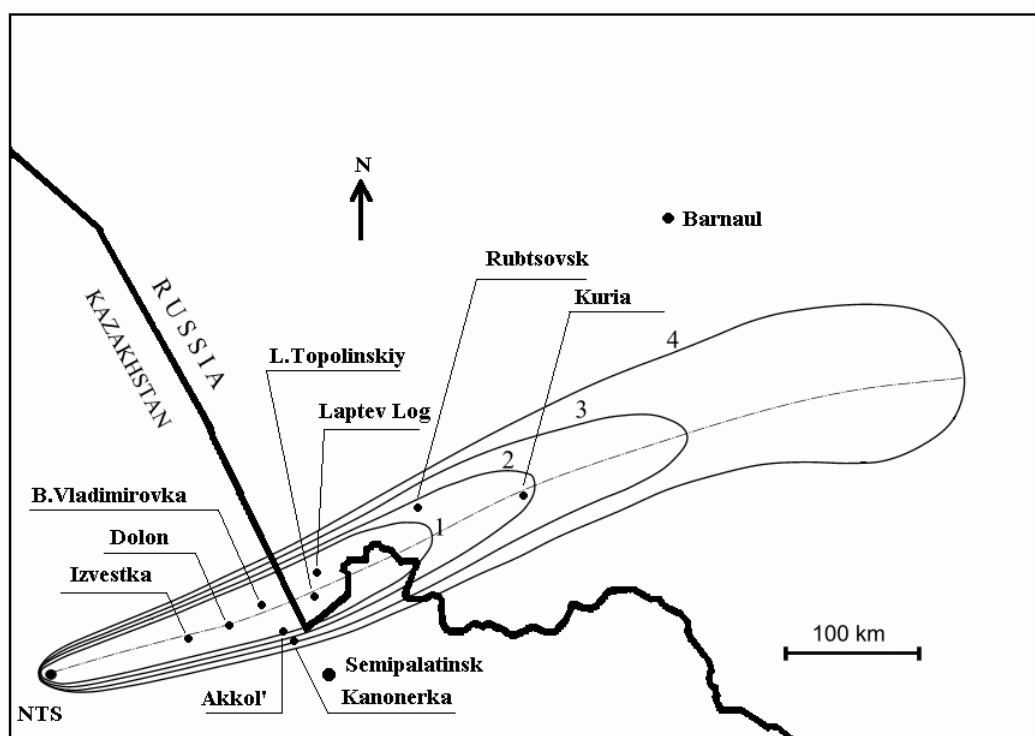 N
Barnaul
Rubtsovsk
Kuria
RUSSIA
KAZAKHSTAN
4
L.Topolinskiy
3
Laptev Log
2
B.Vladimirovka
1
Dolon
Izvestka
100 km
Semipalatinsk
Akkol'
Kanonerka
NTS